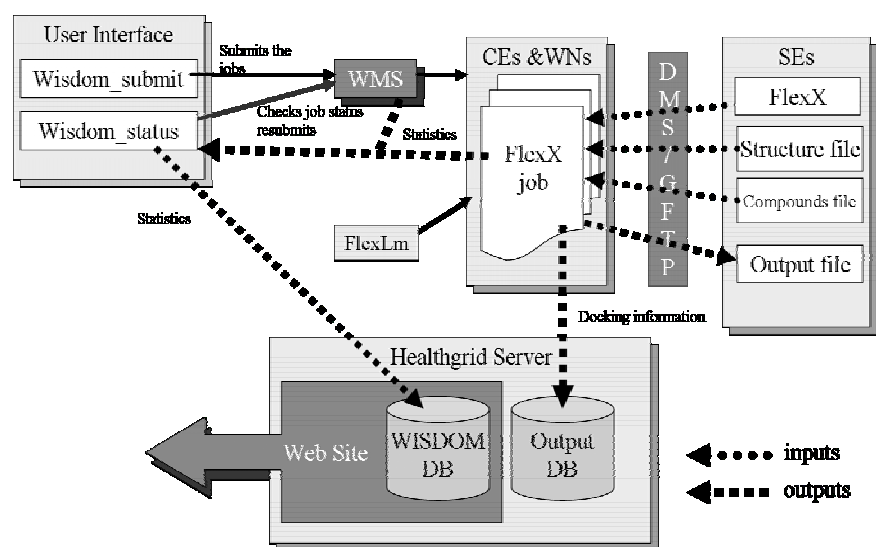 User Interface
Wisdom_submit
Wisdom_status
Submits the
jobs
WMS
Checks job status
resubmits
Statistics
CEs &WNs
FlexX
job
FlexLm
DMS/GFTP
SEs
FlexX
Structure file
Compounds file
Output file
Statistics
Docking information
Healthgrid Server
Web Site
WISDOM
DB
Output
DB
inputs
outputs